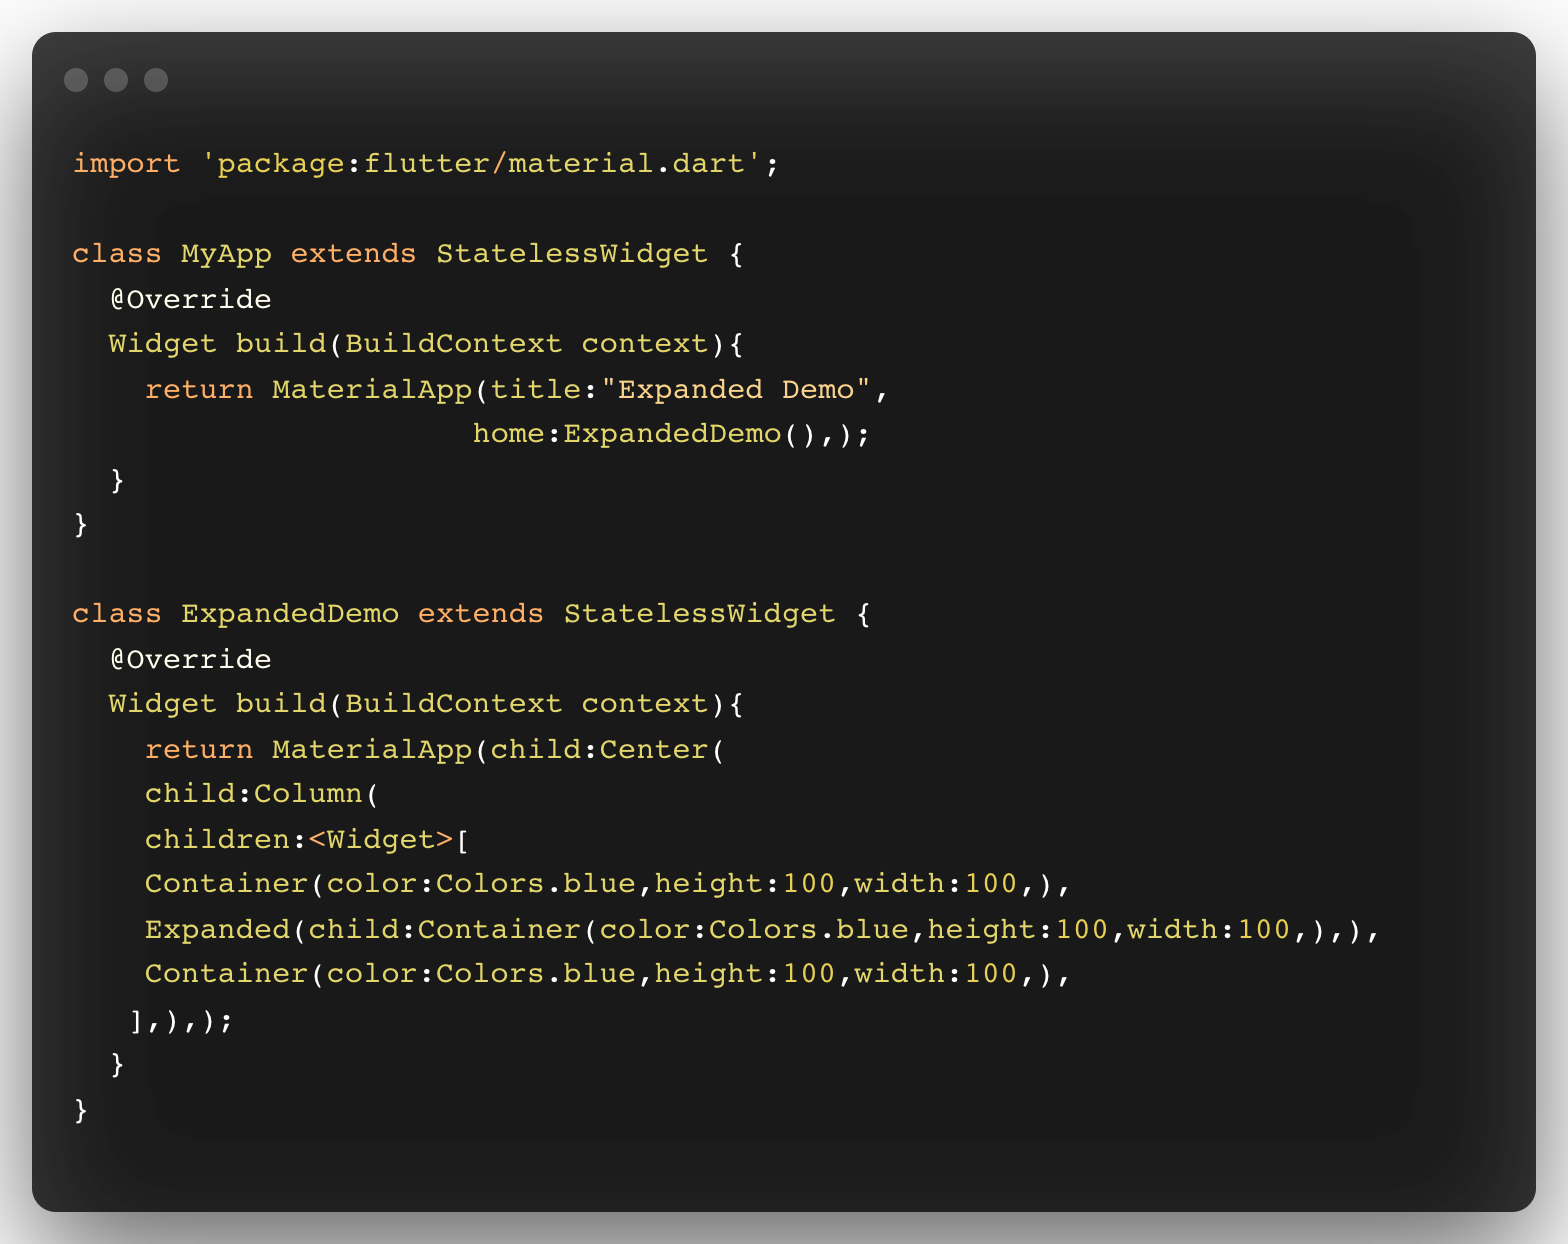 import 'package:flutter/material.dart';

class MyApp extends StatelessWidget {
  @Override
  Widget build(BuildContext context){
    return MaterialApp(title:"Expanded Demo",
                      home:ExpandedDemo(),);
  }
}

class ExpandedDemo extends StatelessWidget {
  @Override
  Widget build(BuildContext context){
    return MaterialApp(child:Center(
    child:Column(
    children:<Widget>[
    Container(color:Colors.blue,height:100,width:100,),
    Expanded(child:Container(color:Colors.blue,height:100,width:100,),),
    Container(color:Colors.blue,height:100,width:100,),
   ],),);
  }
}